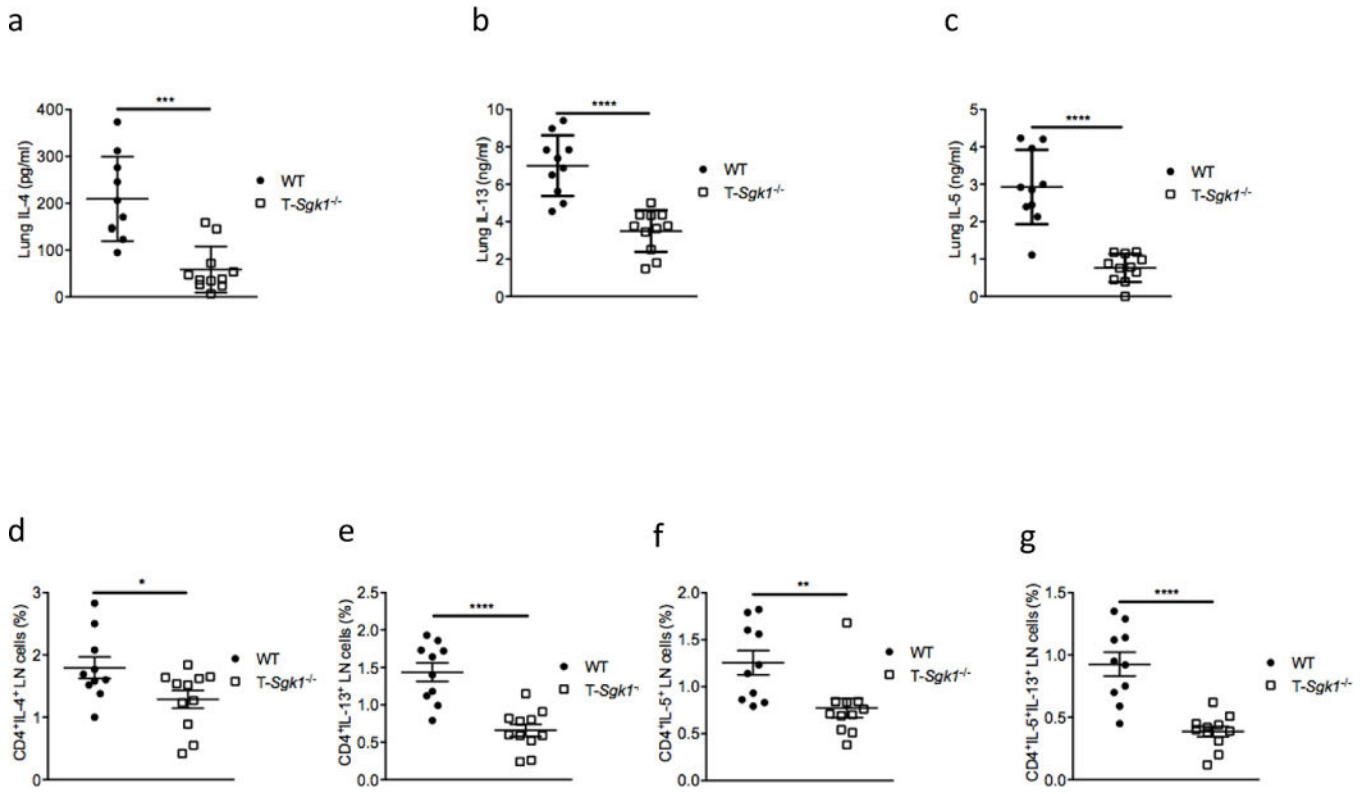 a
Lung IL-4 (pg/ml)
400
300
200
100
0
***
WT
T-Sgk1-/-
b
Lung IL-13 (ng/ml)
10
8
6
4
2
0
****
WT
T-Sgk1-/-
c
Lung IL-5 (ng/ml)
5
4
3
2
1
0
****
WT
T-Sgk1-/-
d
CD4+IL-4+ LN cells (%)
3
2
1
0
*
WT
T-Sgk1-/-
e
CD4+IL-13+ LN cells (%)
2.5
2.0
1.5
1.0
0.5
0.0
****
WT
T-Sgk1-
f
CD4+IL-5+ LN cells (%)
2.0
1.5
1.0
0.5
0.0
**
WT
T-Sgk1-/-
g
CD4+IL-5+IL-13+ LN cells (%)
1.5
1.0
0.5
0.0
****
WT
T-Sgk1-/-